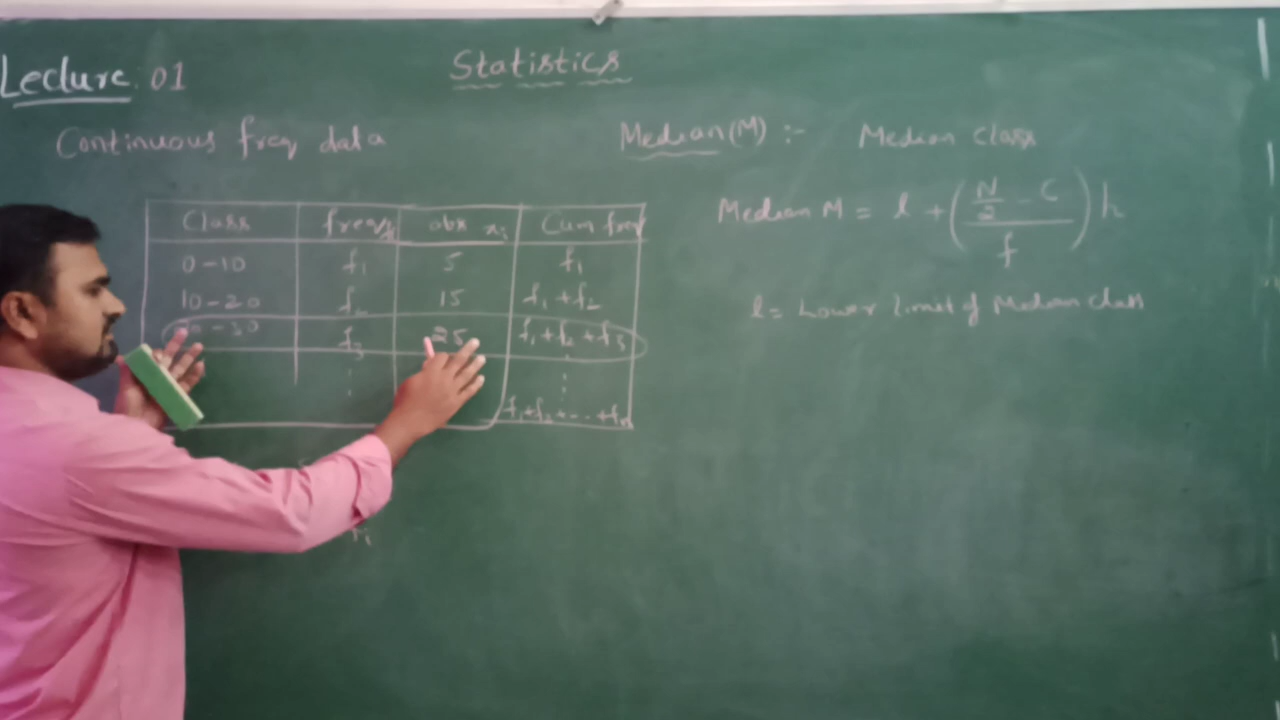 Lecture: 01
Statistics
Continuous freq data
Median (M) :- Median Class
Median M = l + ((N/2 - C)/f) h
l = Lower limit of Median class
Class freq obs xi Cum freq
0-10 f1 5 f1
10-20 f2 15 f1 + f2
-30 f3 25 f1 + f2 + f3
⋮ ⋮
f1+f2+...+fn